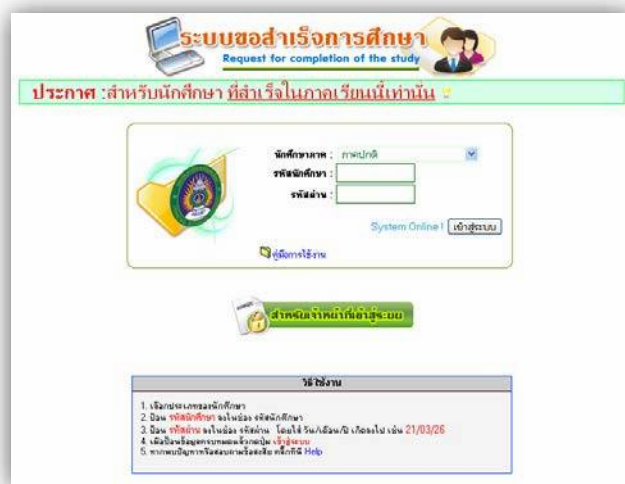 ระบบขอสำเร็จการศึกษา
Request for completion of the study
ประกาศ :สำหรับนักศึกษา ที่สำเร็จในภาคเรียนนี้เท่านั้น
นักศึกษาภาค : ภาคปกติ
รหัสนักศึกษา :
รหัสผ่าน :
System Online ! เข้าสู่ระบบ
คู่มือการใช้งาน
สำหรับเจ้าหน้าที่เข้าสู่ระบบ
วิธีใช้งาน
1. เลือกประเภทของนักศึกษา
2. ป้อน รหัสนักศึกษา ลงในช่อง รหัสนักศึกษา
3. ป้อน รหัสผ่าน ลงในช่อง รหัสผ่าน โดยใส่ วัน/เดือน/ปี เกิดลงไป เช่น 21/03/26
4. เมื่อป้อนข้อมูลครบหมดแล้วกดปุ่ม เข้าสู่ระบบ
5. หากพบปัญหาหรือสอบถามข้อสงสัย คลิ๊กที่นี่ Help